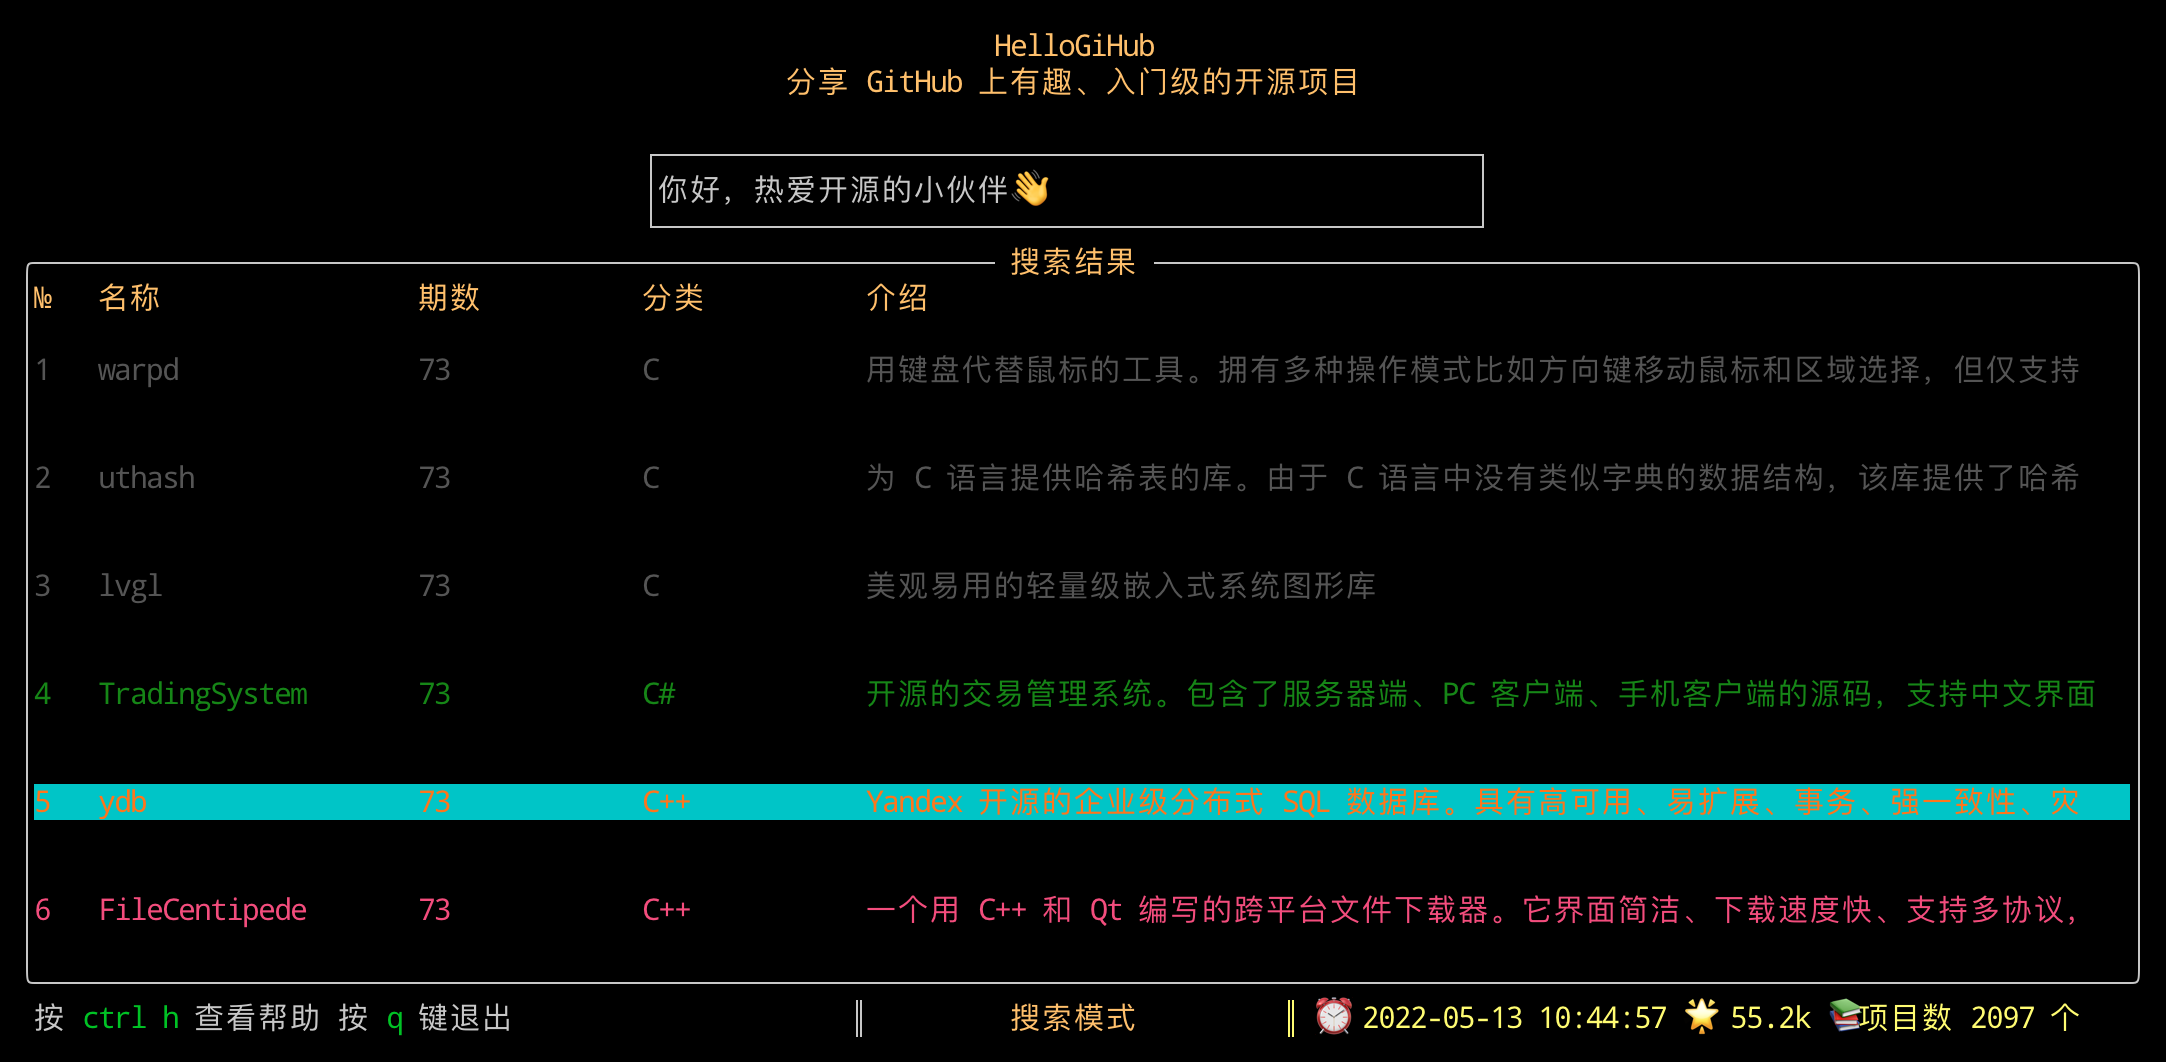 HelloGiHub
分享 GitHub 上有趣、入门级的开源项目
你好，热爱开源的小伙伴👋
搜索结果
№ 名称 期数 分类 介绍
1 warpd 73 C 用键盘代替鼠标的工具。拥有多种操作模式比如方向键移动鼠标和区域选择，但仅支持
2 uthash 73 C 为 C 语言提供哈希表的库。由于 C 语言中没有类似字典的数据结构，该库提供了哈希
3 lvgl 73 C 美观易用的轻量级嵌入式系统图形库
4 TradingSystem 73 C# 开源的交易管理系统。包含了服务器端、PC 客户端、手机客户端的源码，支持中文界面
5 ydb 73 C++ Yandex 开源的企业级分布式 SQL 数据库。具有高可用、易扩展、事务、强一致性、灾
6 FileCentipede 73 C++ 一个用 C++ 和 Qt 编写的跨平台文件下载器。它界面简洁、下载速度快、支持多协议，
按 ctrl h 查看帮助 按 q 键退出 ‖ 搜索模式 ‖ ⏰ 2022-05-13 10:44:57 🌟 55.2k 📚项目数 2097 个